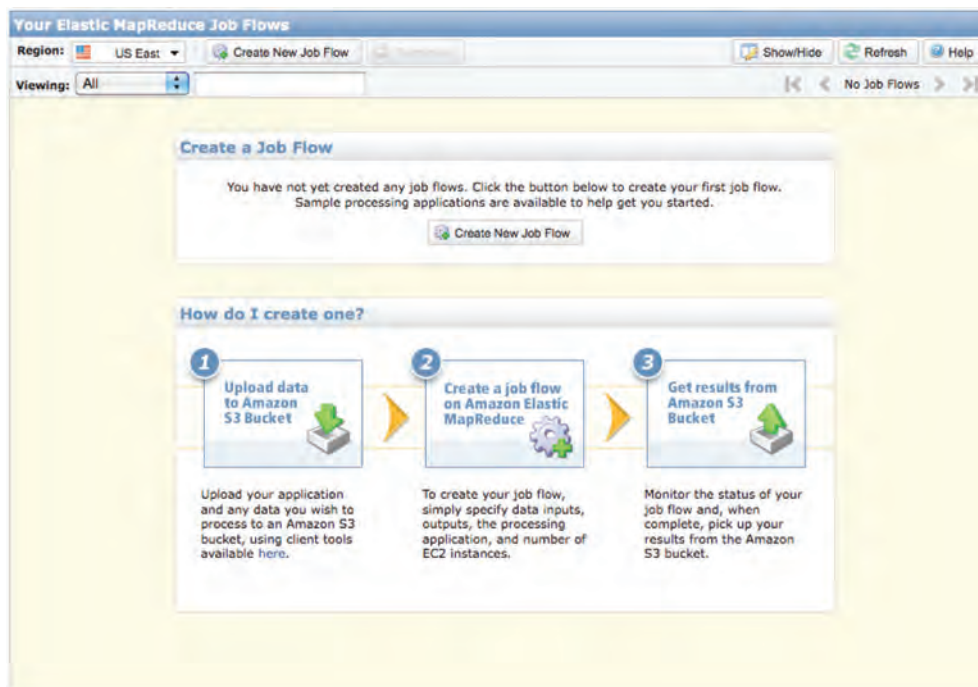 Your Elastic MapReduce Job Flows
Region: US East Create New Job Flow Show/Hide Refresh Help
Viewing: All No Job Flows
Create a Job Flow
You have not yet created any job flows. Click the button below to create your first job flow.
Sample processing applications are available to help get you started.
Create New Job Flow
How do I create one?
1
Upload data
to Amazon
S3 Bucket
Upload your application
and any data you wish to
process to an Amazon S3
bucket, using client tools
available here.
2
Create a job flow
on Amazon Elastic
MapReduce
To create your job flow,
simply specify data inputs,
outputs, the processing
application, and number of
EC2 instances.
3
Get results from
Amazon S3
Bucket
Monitor the status of your
job flow and, when
complete, pick up your
results from the Amazon
S3 bucket.